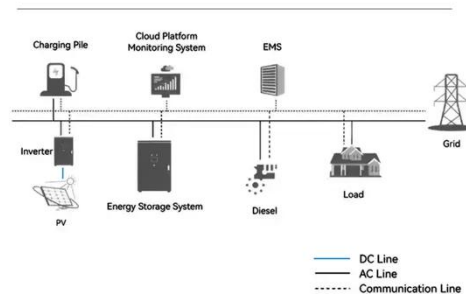 Charging Pile
Cloud Platform
Monitoring System
EMS
Inverter
Grid
PV
Energy Storage System
Diesel
Load
DC Line
AC Line
Communication Line